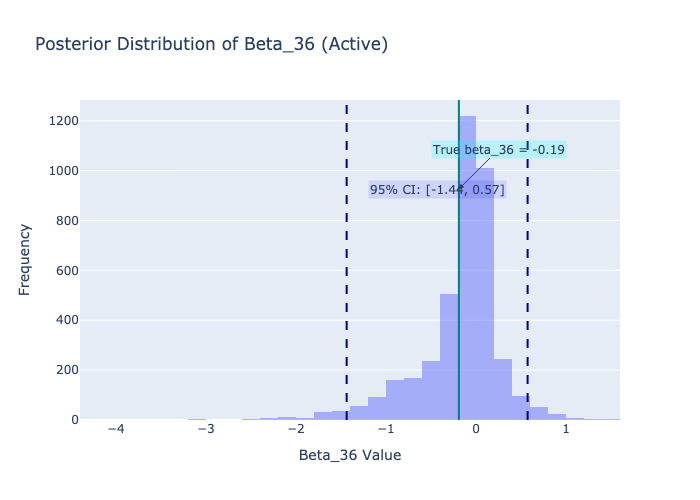 Posterior Distribution of Beta_36 (Active)
1200
1000
800
600
400
200
0
Frequency
True beta_36 = -0.19
95% CI: [-1.44, 0.57]
−4
−3
−2
−1
0
1
Beta_36 Value